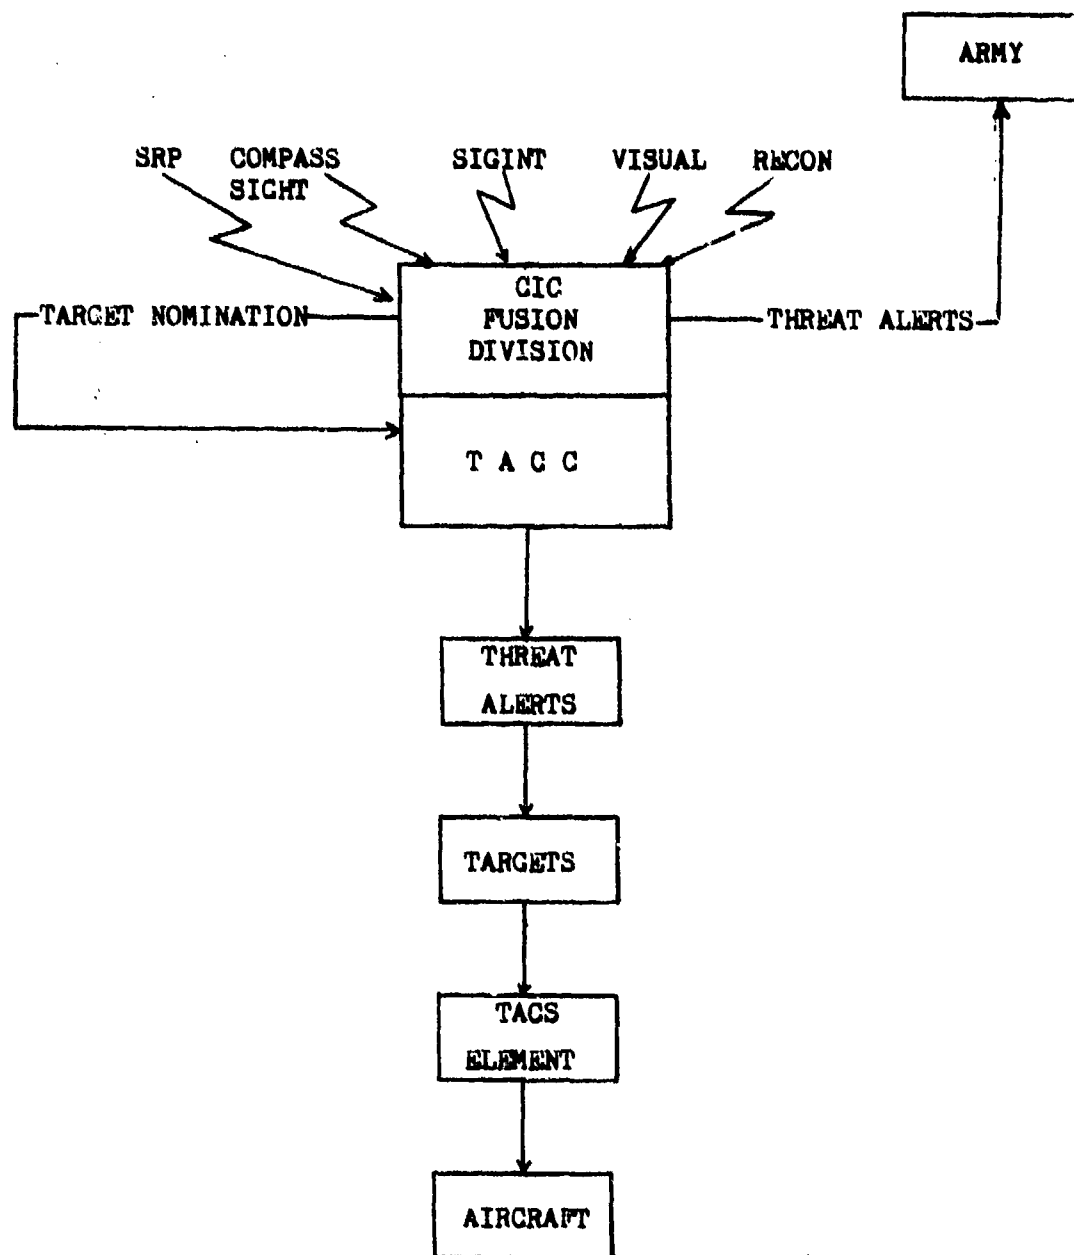 ARMY
SRP
COMPASS
SIGHT
SIGINT
VISUAL
RECON
CIC
FUSION
DIVISION
TARGET NOMINATION
THREAT ALERTS
T A C C
THREAT
ALERTS
TARGETS
TACS
ELEMENT
AIRCRAFT